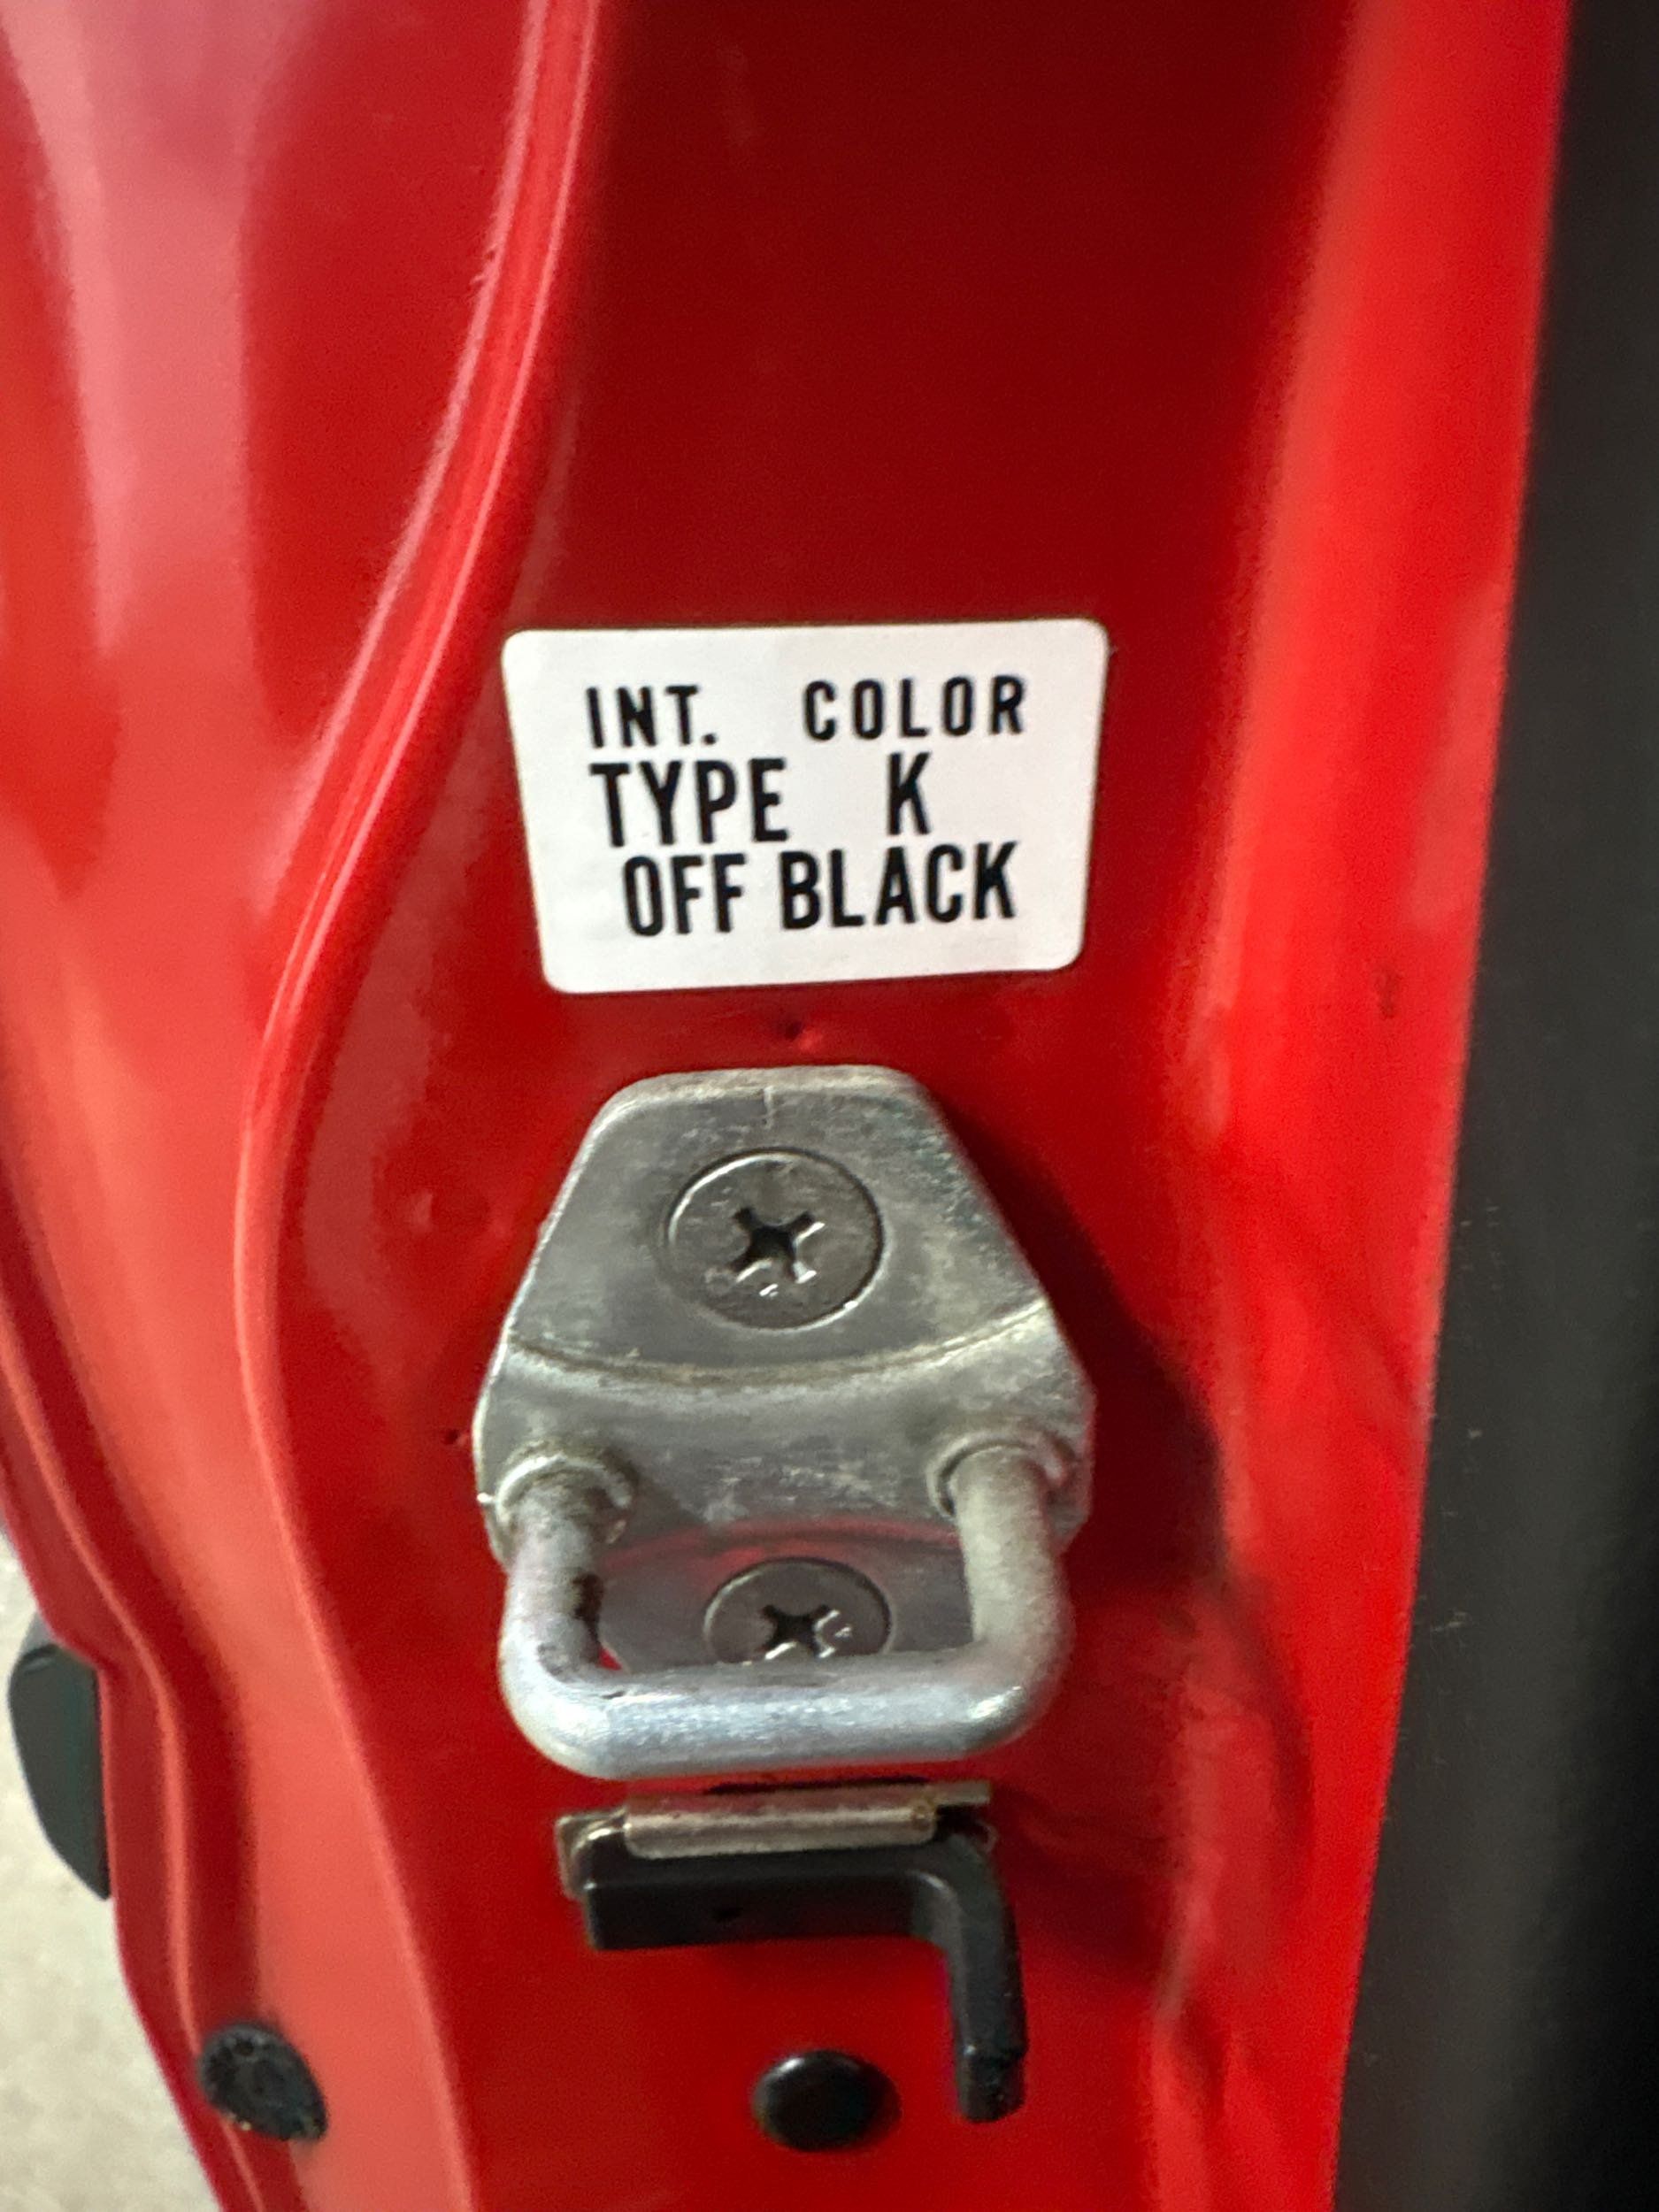 INT. COLOR
TYPE K
OFF BLACK